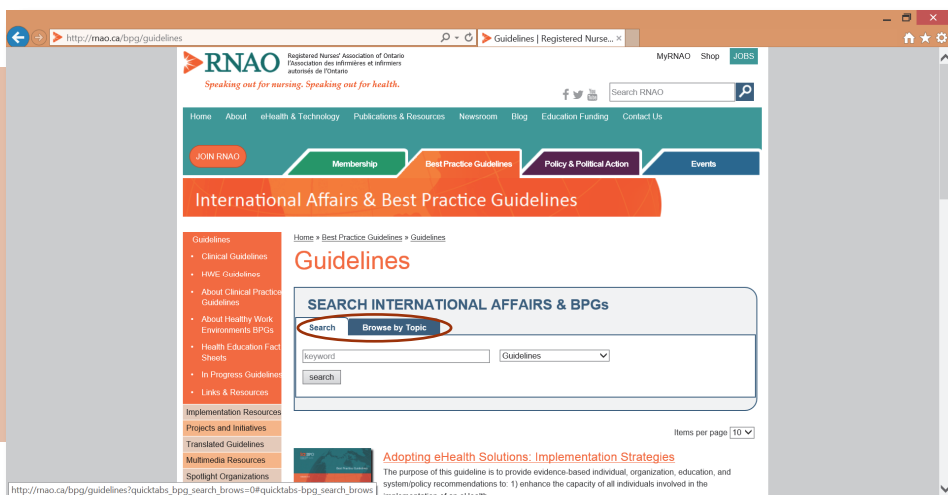 http://rnao.ca/bpg/guidelines
Guidelines | Registered Nurse...
RNAO
Registered Nurses' Association of Ontario
l'Association des infirmières et infirmiers
autorisés de l'Ontario
Speaking out for nursing. Speaking out for health.
MyRNAO Shop JOBS
Search RNAO
Home About eHealth & Technology Publications & Resources Newsroom Blog Education Funding Contact Us
JOIN RNAO
Membership Best Practice Guidelines Policy & Political Action Events
International Affairs & Best Practice Guidelines
Guidelines
• Clinical Guidelines
• HWE Guidelines
• About Clinical Practice
Guidelines
• About Healthy Work
Environments BPGs
• Health Education Fact
Sheets
• In Progress Guidelines
• Links & Resources
Implementation Resources
Projects and Initiatives
Translated Guidelines
Multimedia Resources
Spotlight Organizations
Home » Best Practice Guidelines » Guidelines
Guidelines
SEARCH INTERNATIONAL AFFAIRS & BPGs
Search Browse by Topic
keyword Guidelines
search
Items per page 10
Adopting eHealth Solutions: Implementation Strategies
The purpose of this guideline is to provide evidence-based individual, organization, education, and
system/policy recommendations to: 1) enhance the capacity of all individuals involved in the
implementation of an eHealth
http://rnao.ca/bpg/guidelines?quicktabs_bpg_search_brows=0#quicktabs-bpg_search_brows